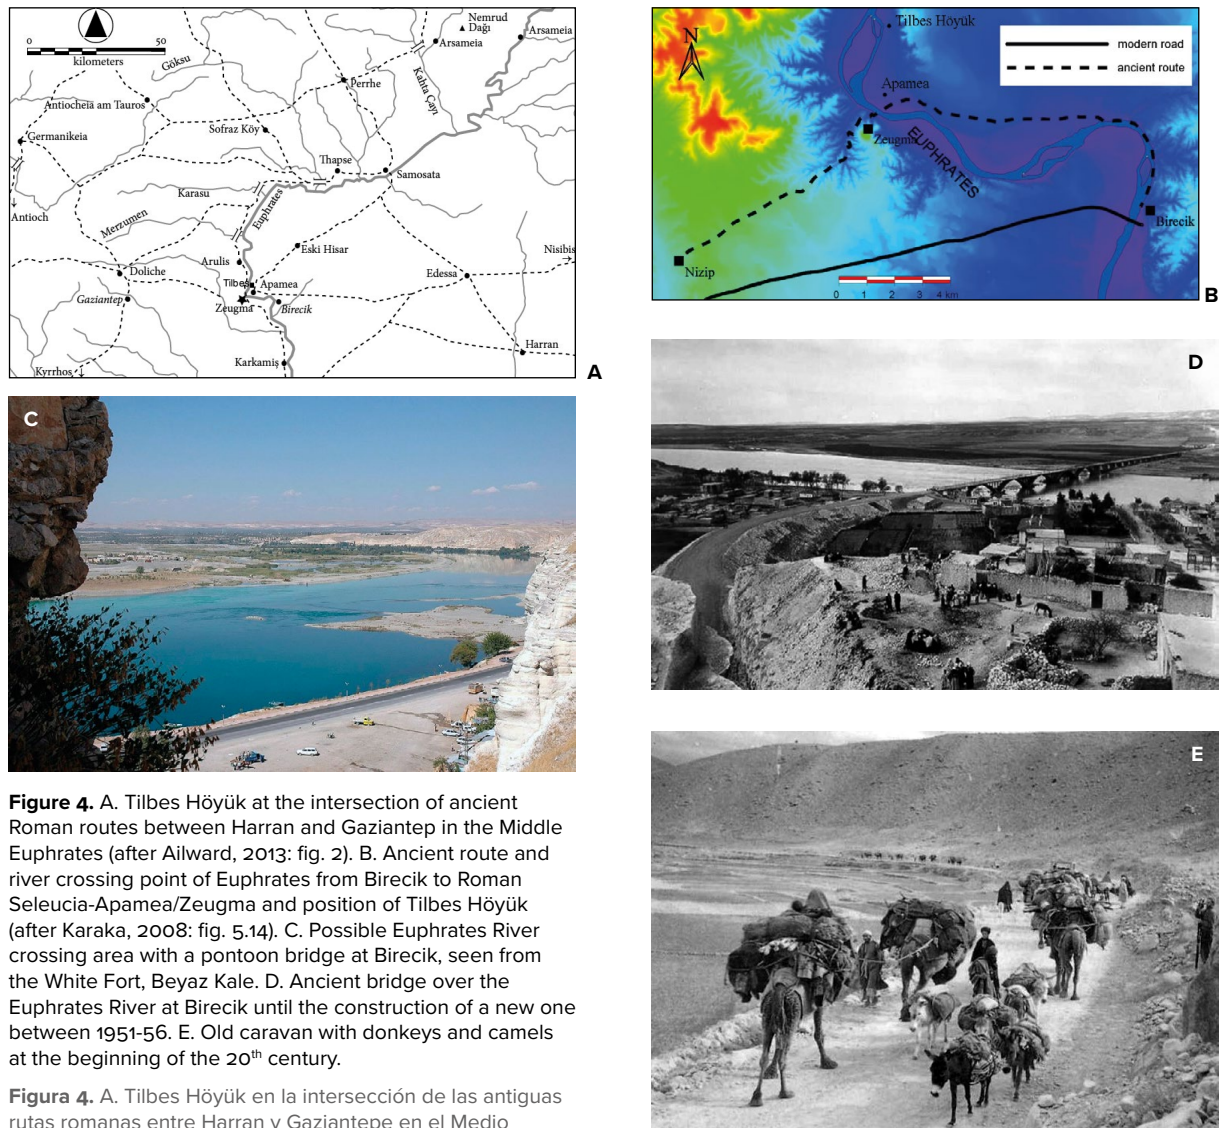 0 50
kilometers
Göksu
Nemrud
Dağı
Arsameia
Arsameia
Kahta Çayı
Perrhe
Antiocheia am Tauros
Germanikeia
Sofraz Köy
Thapse
Samosata
Karasu
Euphrates
Antioch
Merzumen
Eski Hisar
Nisibis
Arulis
Doliche
Tilbeş
Apamea
Edessa
Gaziantep
Zeugma
Birecik
Harran
Karkamiş
Kyrrhos
A
Tilbes Höyük
N
modern road
ancient route
Apamea
Zeugma
EUPHRATES
Birecik
Nizip
0 1 2 3 4 km
B
C
D
E
Figure 4. A. Tilbes Höyük at the intersection of ancient
Roman routes between Harran and Gaziantep in the Middle
Euphrates (after Ailward, 2013: fig. 2). B. Ancient route and
river crossing point of Euphrates from Birecik to Roman
Seleucia-Apamea/Zeugma and position of Tilbes Höyük
(after Karaka, 2008: fig. 5.14). C. Possible Euphrates River
crossing area with a pontoon bridge at Birecik, seen from
the White Fort, Beyaz Kale. D. Ancient bridge over the
Euphrates River at Birecik until the construction of a new one
between 1951-56. E. Old caravan with donkeys and camels
at the beginning of the 20th century.
Figura 4. A. Tilbes Höyük en la intersección de las antiguas
rutas romanas entre Harran y Gaziantepe en el Medio